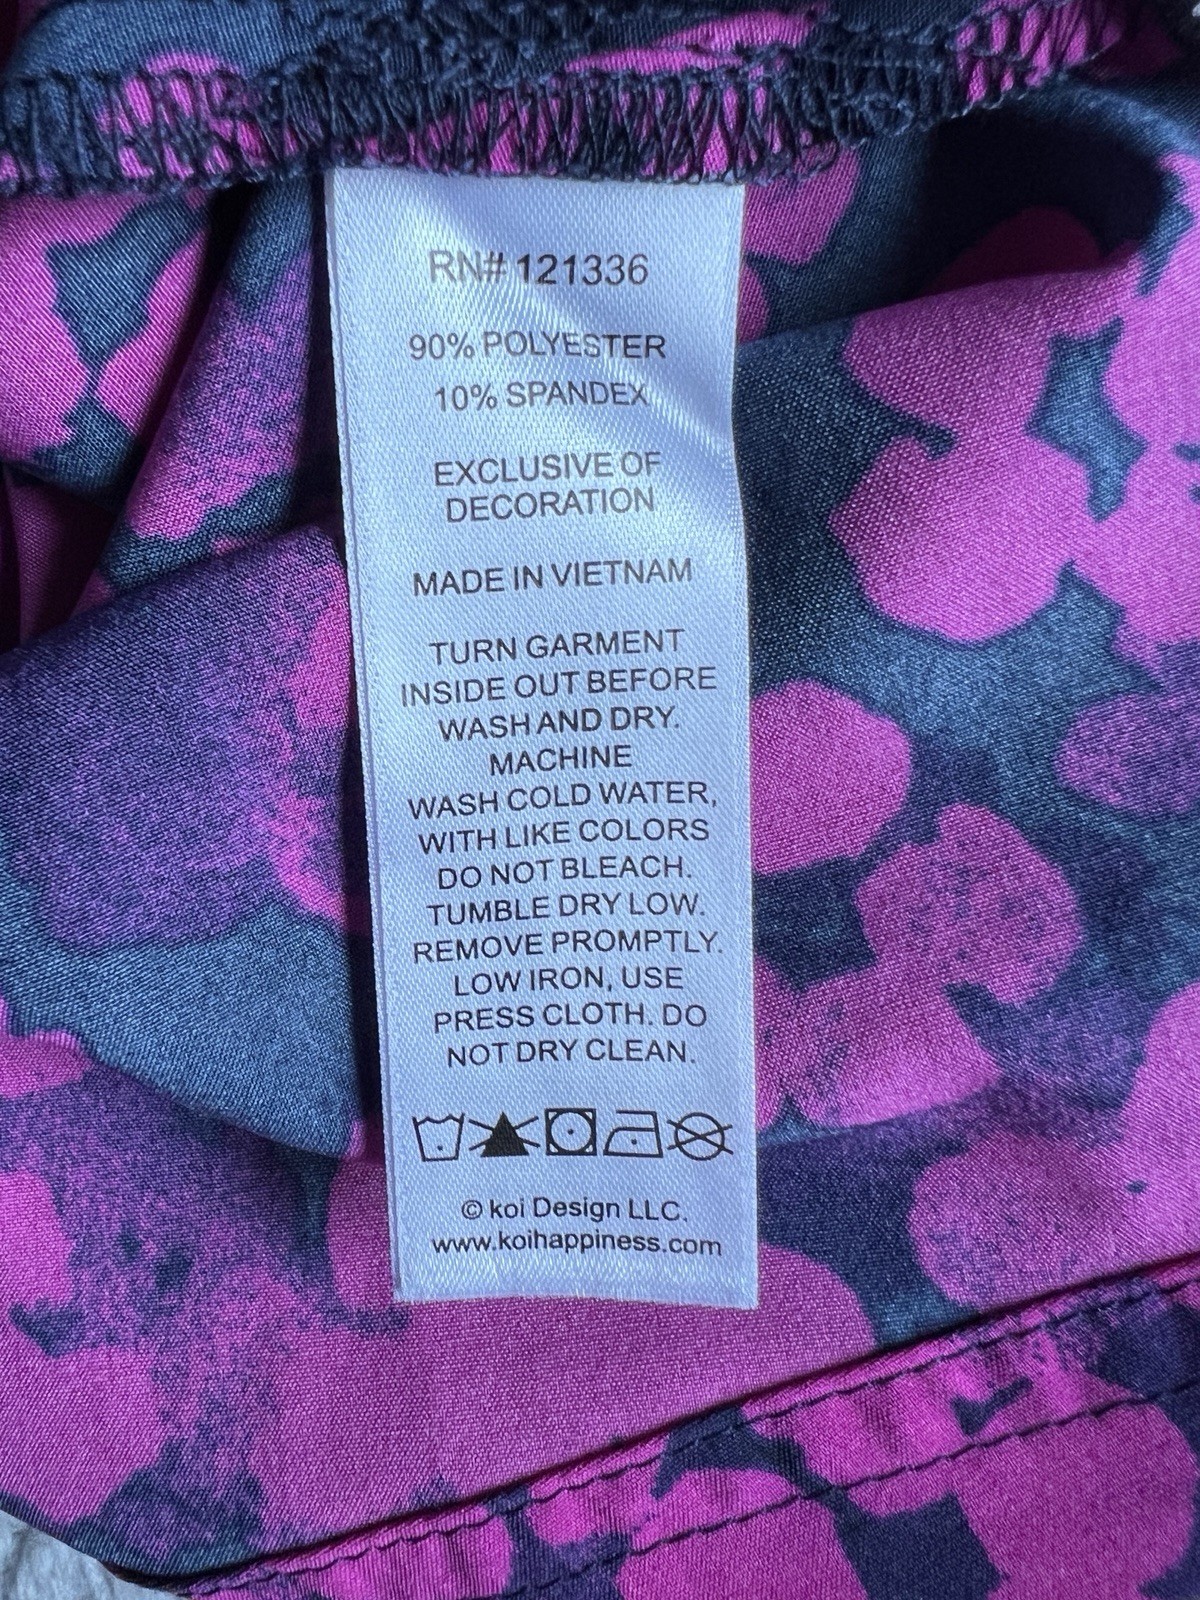 RN# 121336
90% POLYESTER
10% SPANDEX
EXCLUSIVE OF
DECORATION
MADE IN VIETNAM
TURN GARMENT
INSIDE OUT BEFORE
WASH AND DRY.
MACHINE
WASH COLD WATER,
WITH LIKE COLORS
DO NOT BLEACH.
TUMBLE DRY LOW.
REMOVE PROMPTLY.
LOW IRON, USE
PRESS CLOTH. DO
NOT DRY CLEAN.
© koi Design LLC.
www.koihappiness.com